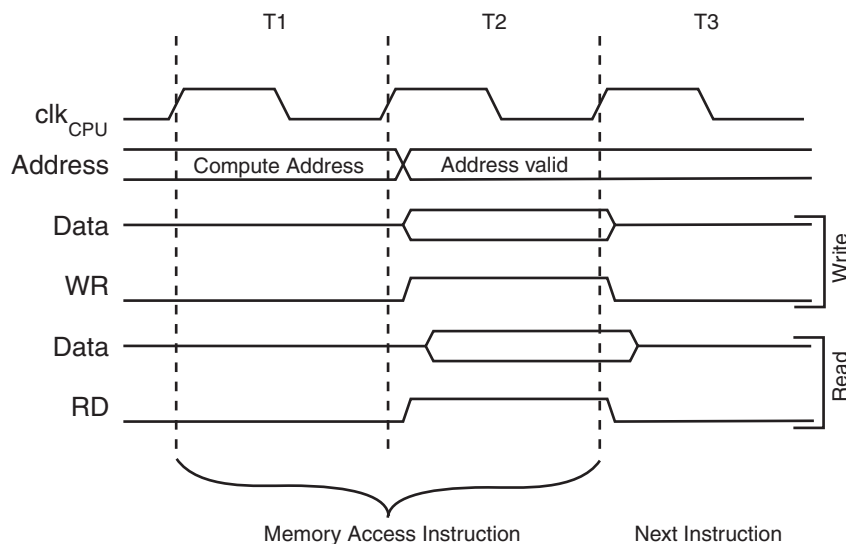 T1 T2 T3
clkCPU
Address Compute Address Address valid
Data
WR
Write
Data
RD
Read
Memory Access Instruction Next Instruction